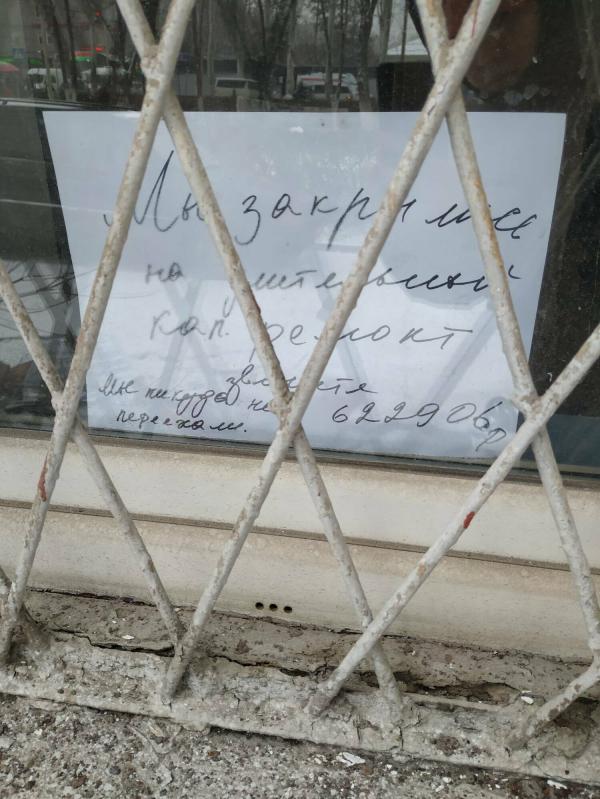 Мы закрылись
на длительный
кап. ремонт
звоните
Мы никуда не 622906
переехали.